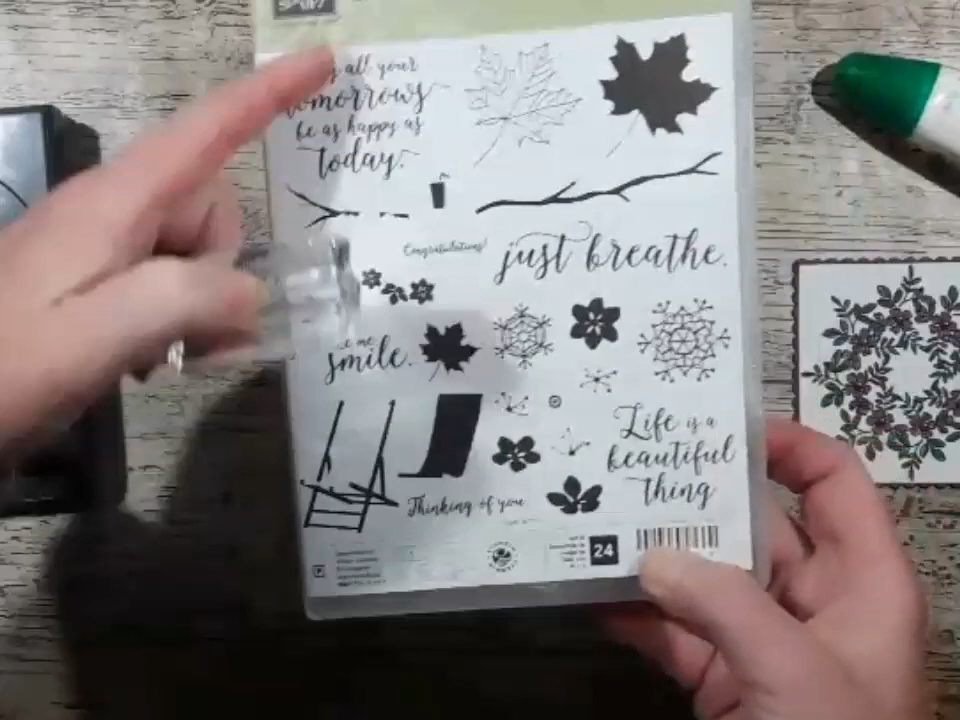 all your
tomorrows
be as happy as
today.
Congratulations!
just breathe.
me
smile.
Life is a
beautiful
thing
Thinking of you
24